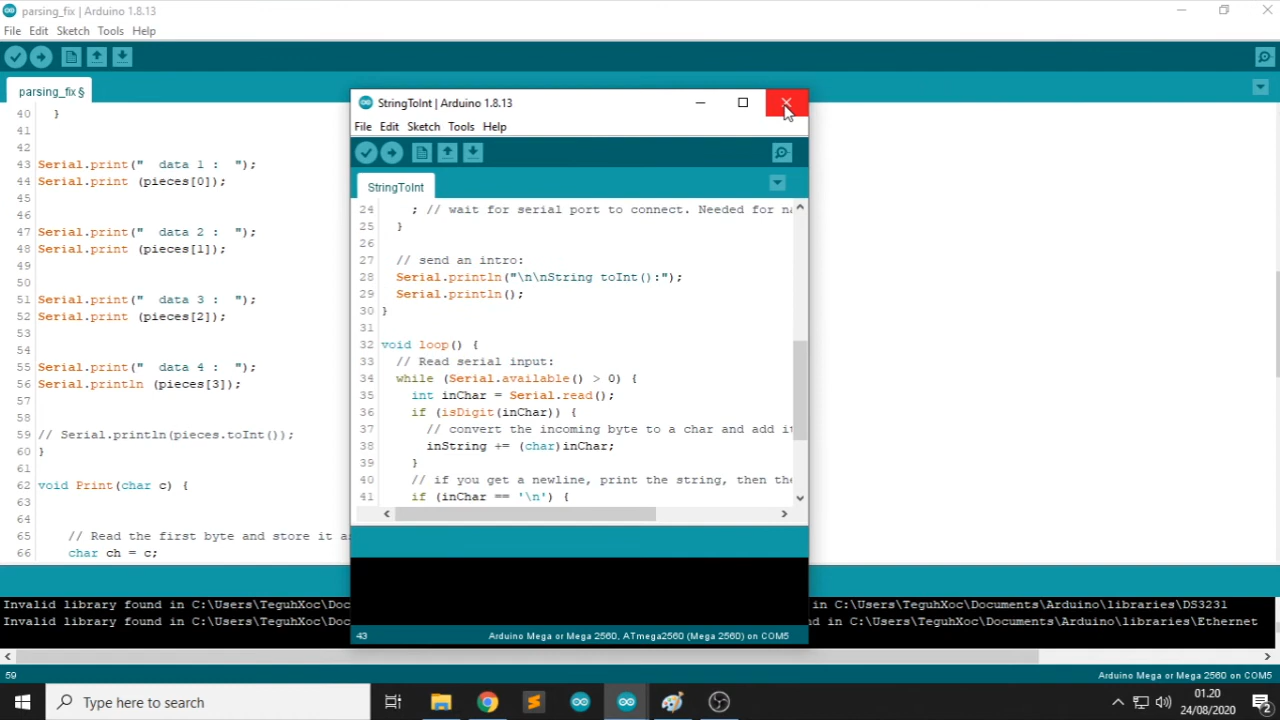 parsing_fix | Arduino 1.8.13
File Edit Sketch Tools Help
parsing_fix §
40 }
41
42
43 Serial.print("  data 1 :  ");
44 Serial.print (pieces[0]);
45
46
47 Serial.print("  data 2 :  ");
48 Serial.print (pieces[1]);
49
50
51 Serial.print("  data 3 :  ");
52 Serial.print (pieces[2]);
53
54
55 Serial.print("  data 4 :  ");
56 Serial.println (pieces[3]);
57
58
59 // Serial.println(pieces.toInt());
60 }
61
62 void Print(char c) {
63
64
65 // Read the first byte and store it a
66 char ch = c;
StringToInt | Arduino 1.8.13
File Edit Sketch Tools Help
StringToInt
24 ; // wait for serial port to connect. Needed for na
25 }
26
27 // send an intro:
28 Serial.println("\n\nString toInt():");
29 Serial.println();
30 }
31
32 void loop() {
33 // Read serial input:
34 while (Serial.available() > 0) {
35 int inChar = Serial.read();
36 if (isDigit(inChar)) {
37 // convert the incoming byte to a char and add it
38 inString += (char)inChar;
39 }
40 // if you get a newline, print the string, then the
41 if (inChar == '\n') {
43 Arduino Mega or Mega 2560, ATmega2560 (Mega 2560) on COM5
Invalid library found in C:\Users\TeguhXoc\Doc in C:\Users\TeguhXoc\Documents\Arduino\libraries\DS3231
Invalid library found in C:\Users\TeguhXoc\Doc nd in C:\Users\TeguhXoc\Documents\Arduino\libraries\Ethernet
59 Arduino Mega or Mega 2560 on COM5
Type here to search
01.20
24/08/2020
2